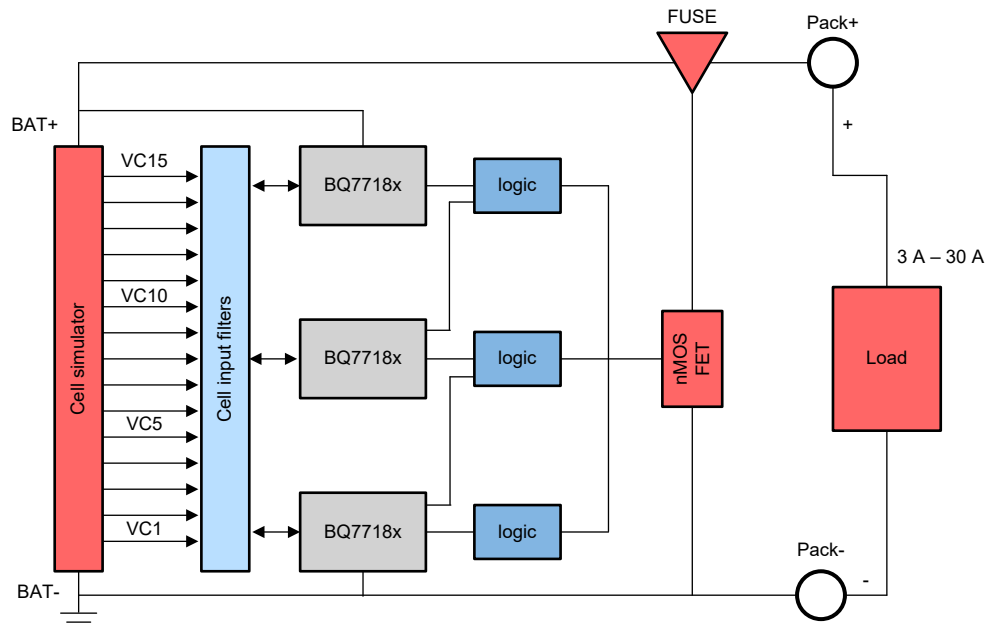 FUSE
Pack+
BAT+
+
VC15
BQ7718x
logic
3 A – 30 A
VC10
Cell simulator
Cell input filters
BQ7718x
logic
nMOS
FET
Load
VC5
VC1
BQ7718x
logic
Pack-
BAT-
-